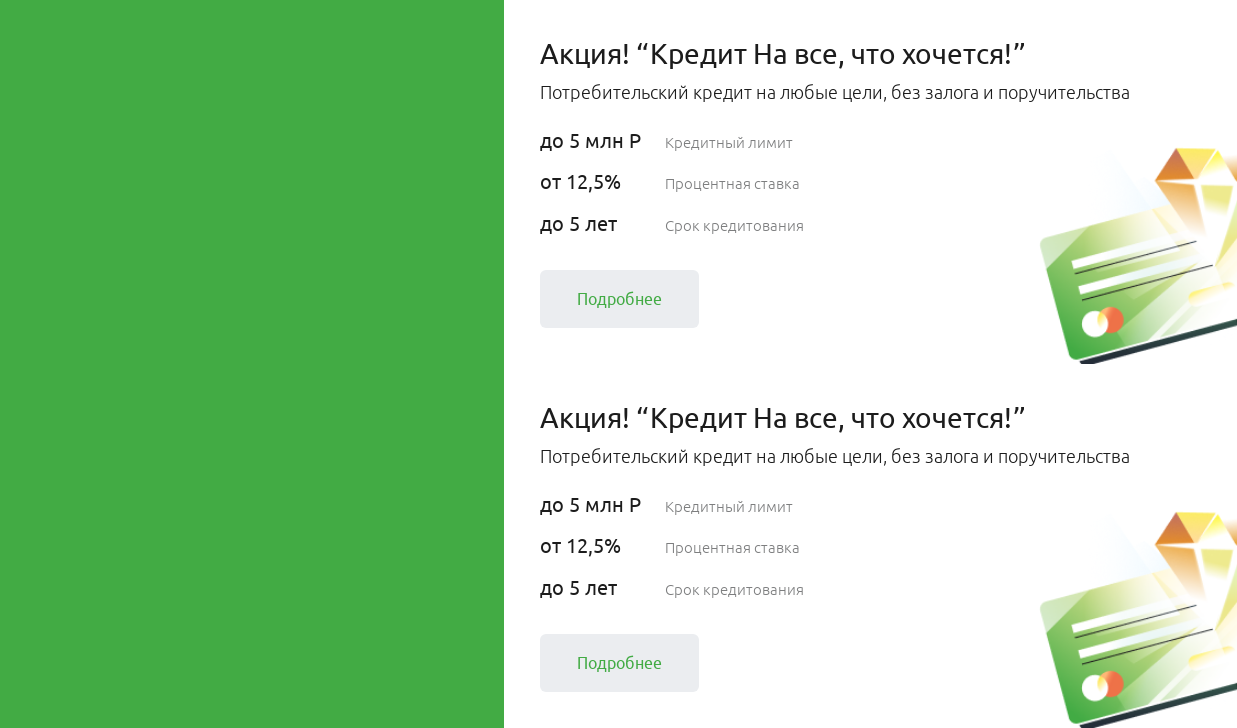 Акция! “Кредит На все, что хочется!”
Потребительский кредит на любые цели, без залога и поручительства
до 5 млн Р Кредитный лимит
от 12,5% Процентная ставка
до 5 лет Срок кредитования
Подробнее
Акция! “Кредит На все, что хочется!”
Потребительский кредит на любые цели, без залога и поручительства
до 5 млн Р Кредитный лимит
от 12,5% Процентная ставка
до 5 лет Срок кредитования
Подробнее